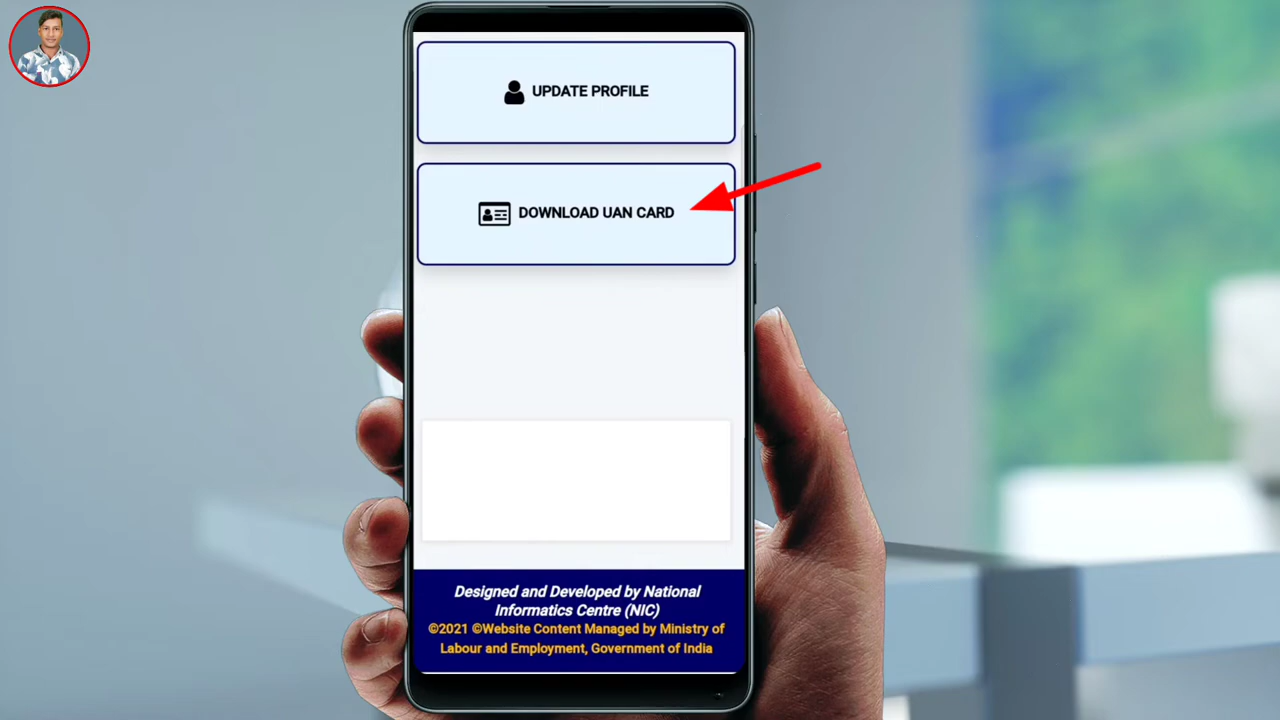 UPDATE PROFILE
DOWNLOAD UAN CARD
Designed and Developed by National
Informatics Centre (NIC)
©2021 ©Website Content Managed by Ministry of
Labour and Employment, Government of India